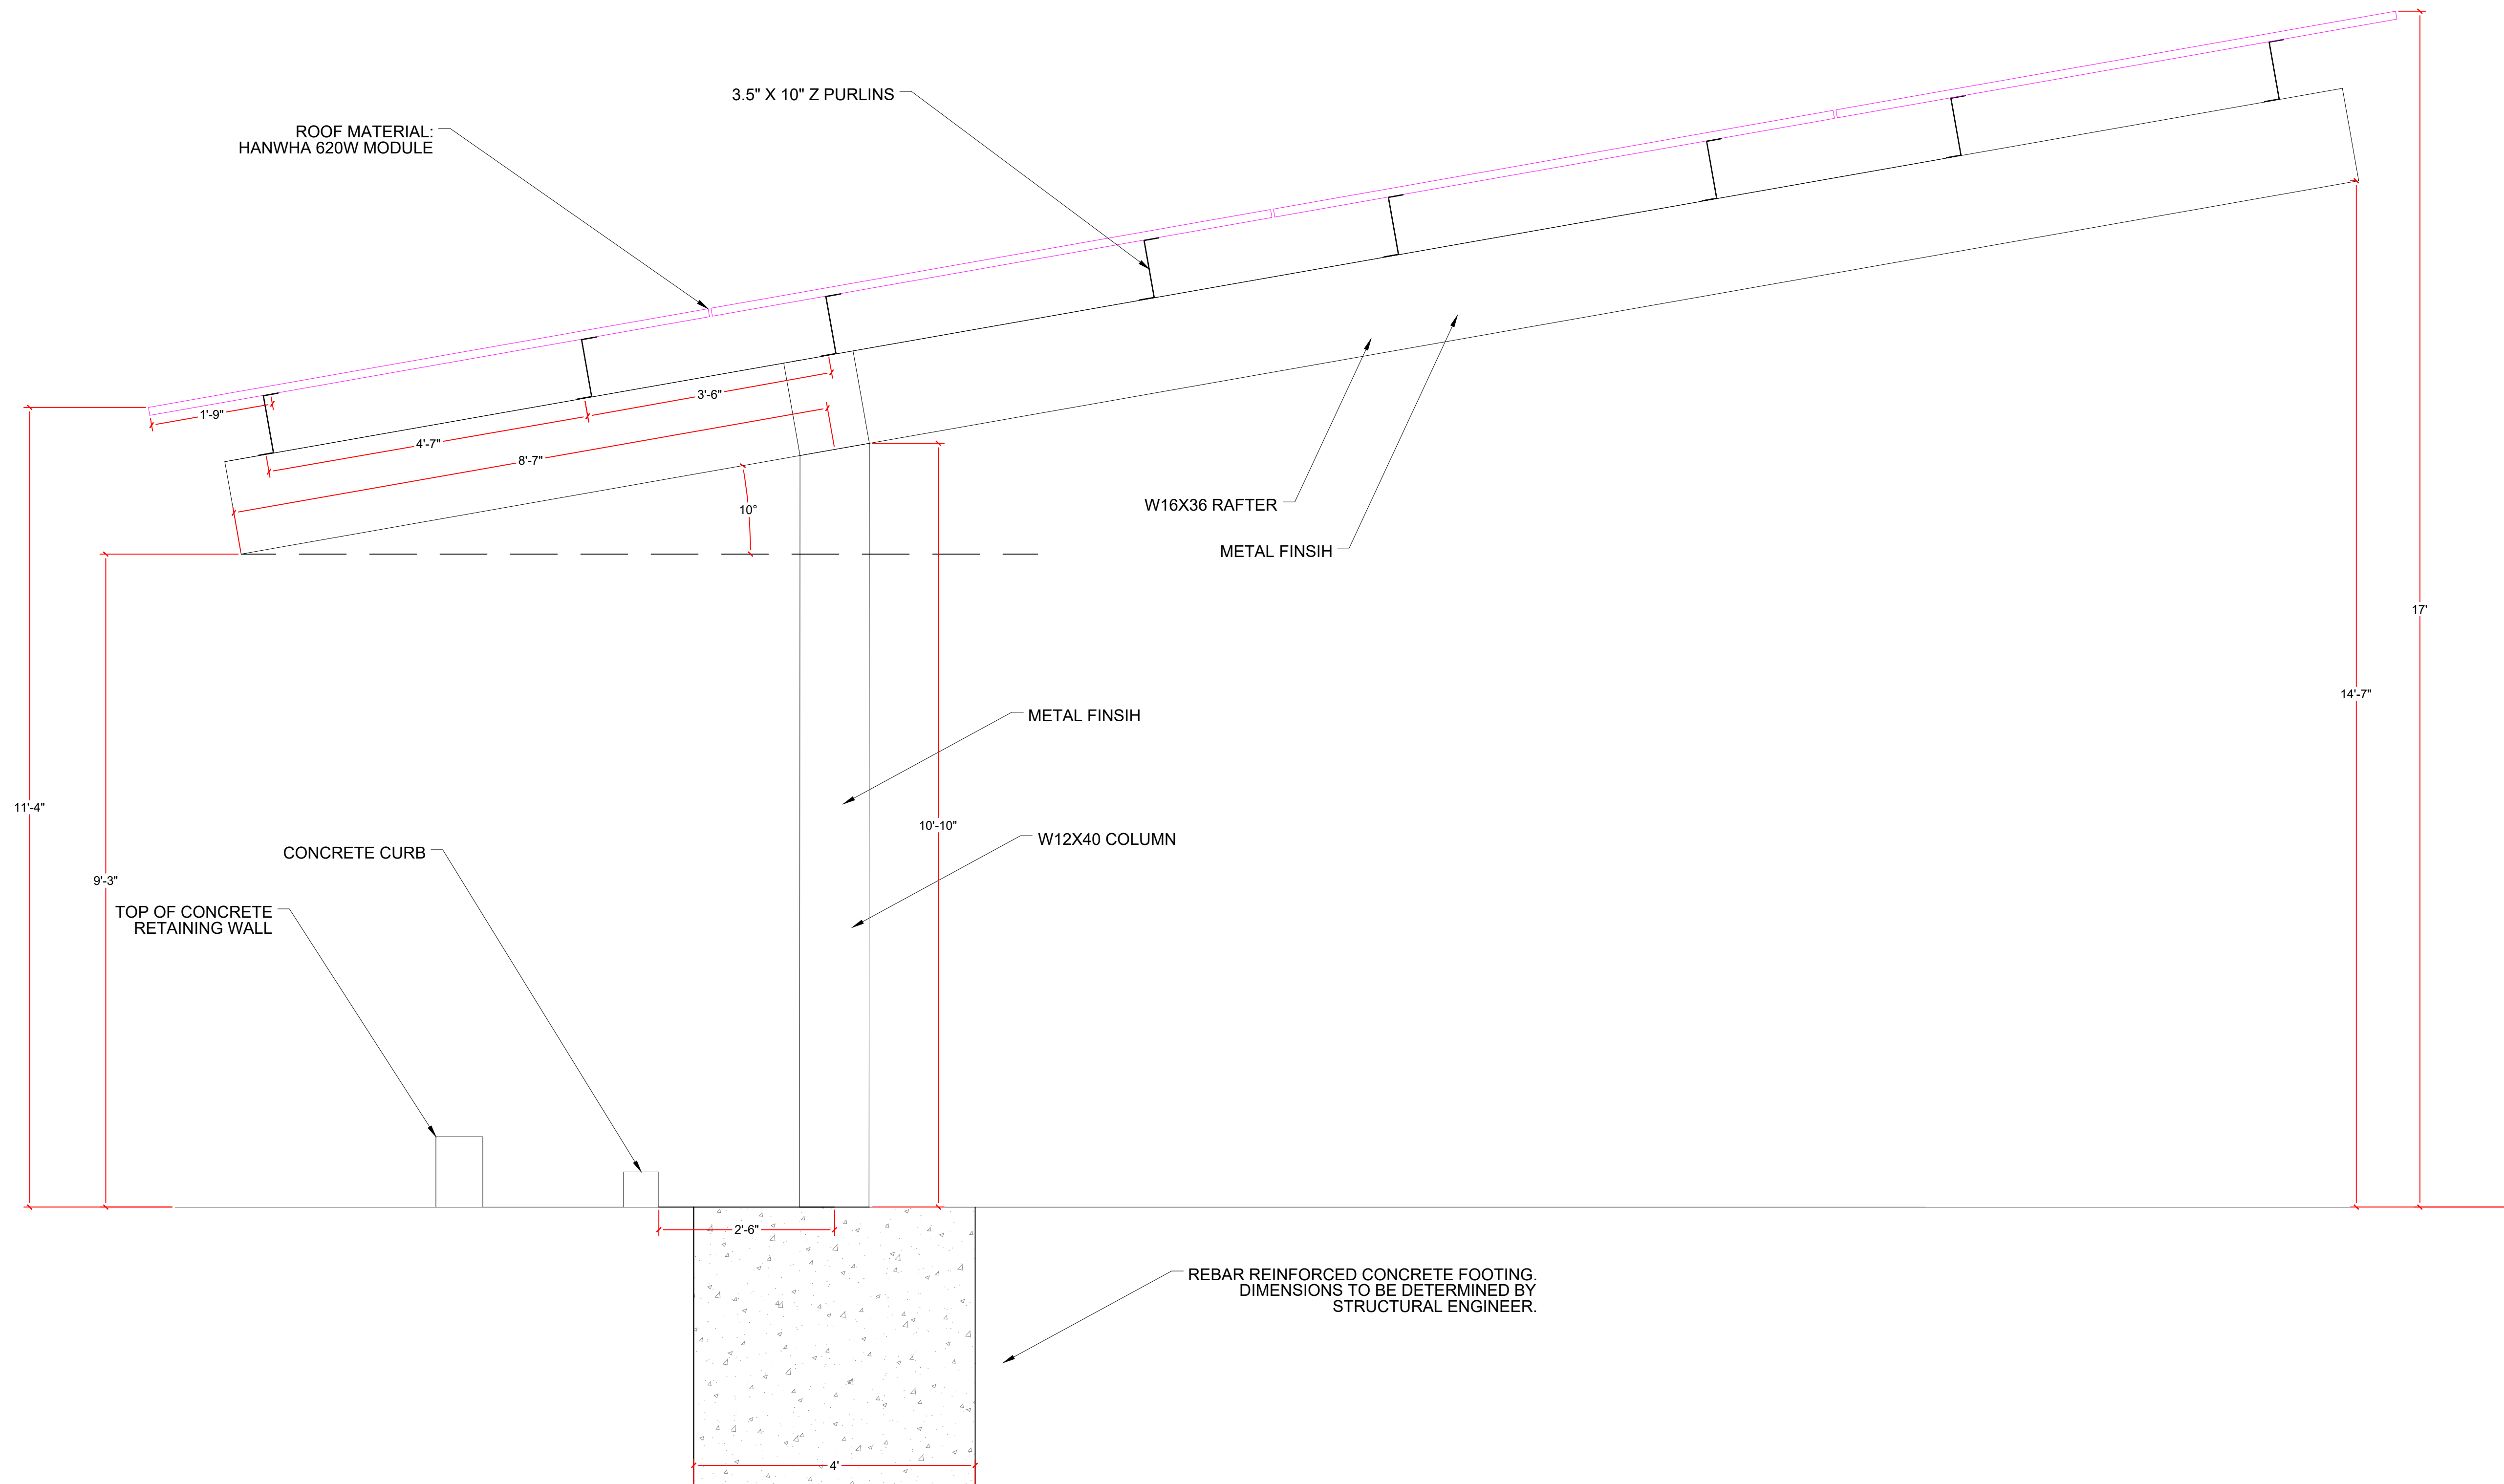 3.5" X 10" Z PURLINS
ROOF MATERIAL:
HANWHA 620W MODULE
1'-9"
3'-6"
4'-7"
8'-7"
10°
W16X36 RAFTER
METAL FINSIH
17'
14'-7"
METAL FINSIH
11'-4"
10'-10"
W12X40 COLUMN
CONCRETE CURB
9'-3"
TOP OF CONCRETE
RETAINING WALL
2'-6"
REBAR REINFORCED CONCRETE FOOTING.
DIMENSIONS TO BE DETERMINED BY
STRUCTURAL ENGINEER.
4'